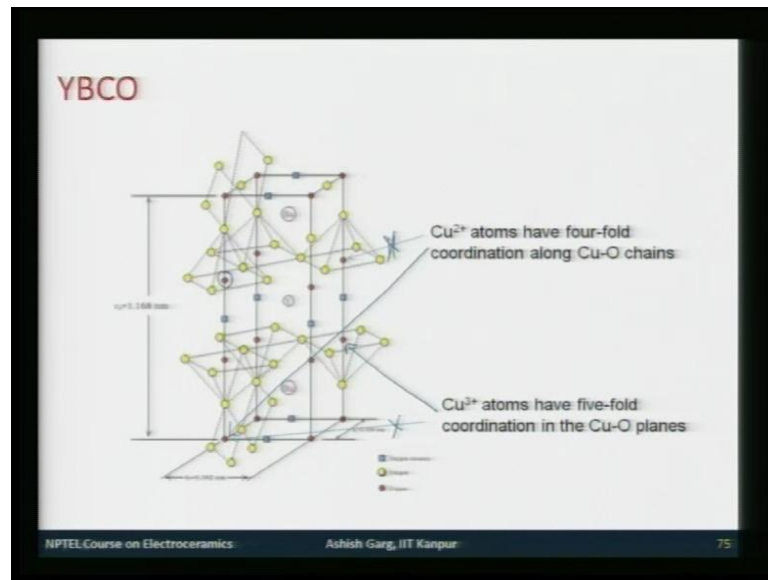 YBCO
Cu²⁺ atoms have four-fold
coordination along Cu-O chains
Cu³⁺ atoms have five-fold
coordination in the Cu-O planes
NPTEL Course on Electroceramics
Ashish Garg, IIT Kanpur
75